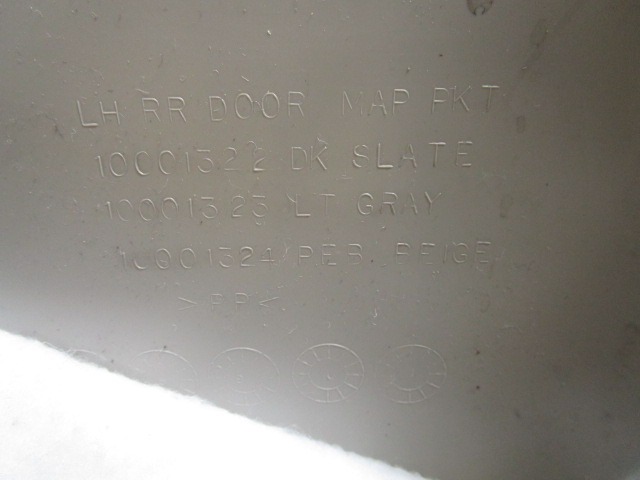 LH RR DOOR MAP PKT
10001322 DK SLATE
10001323 LT GRAY
10001324 PEB BEIGE
>PP<